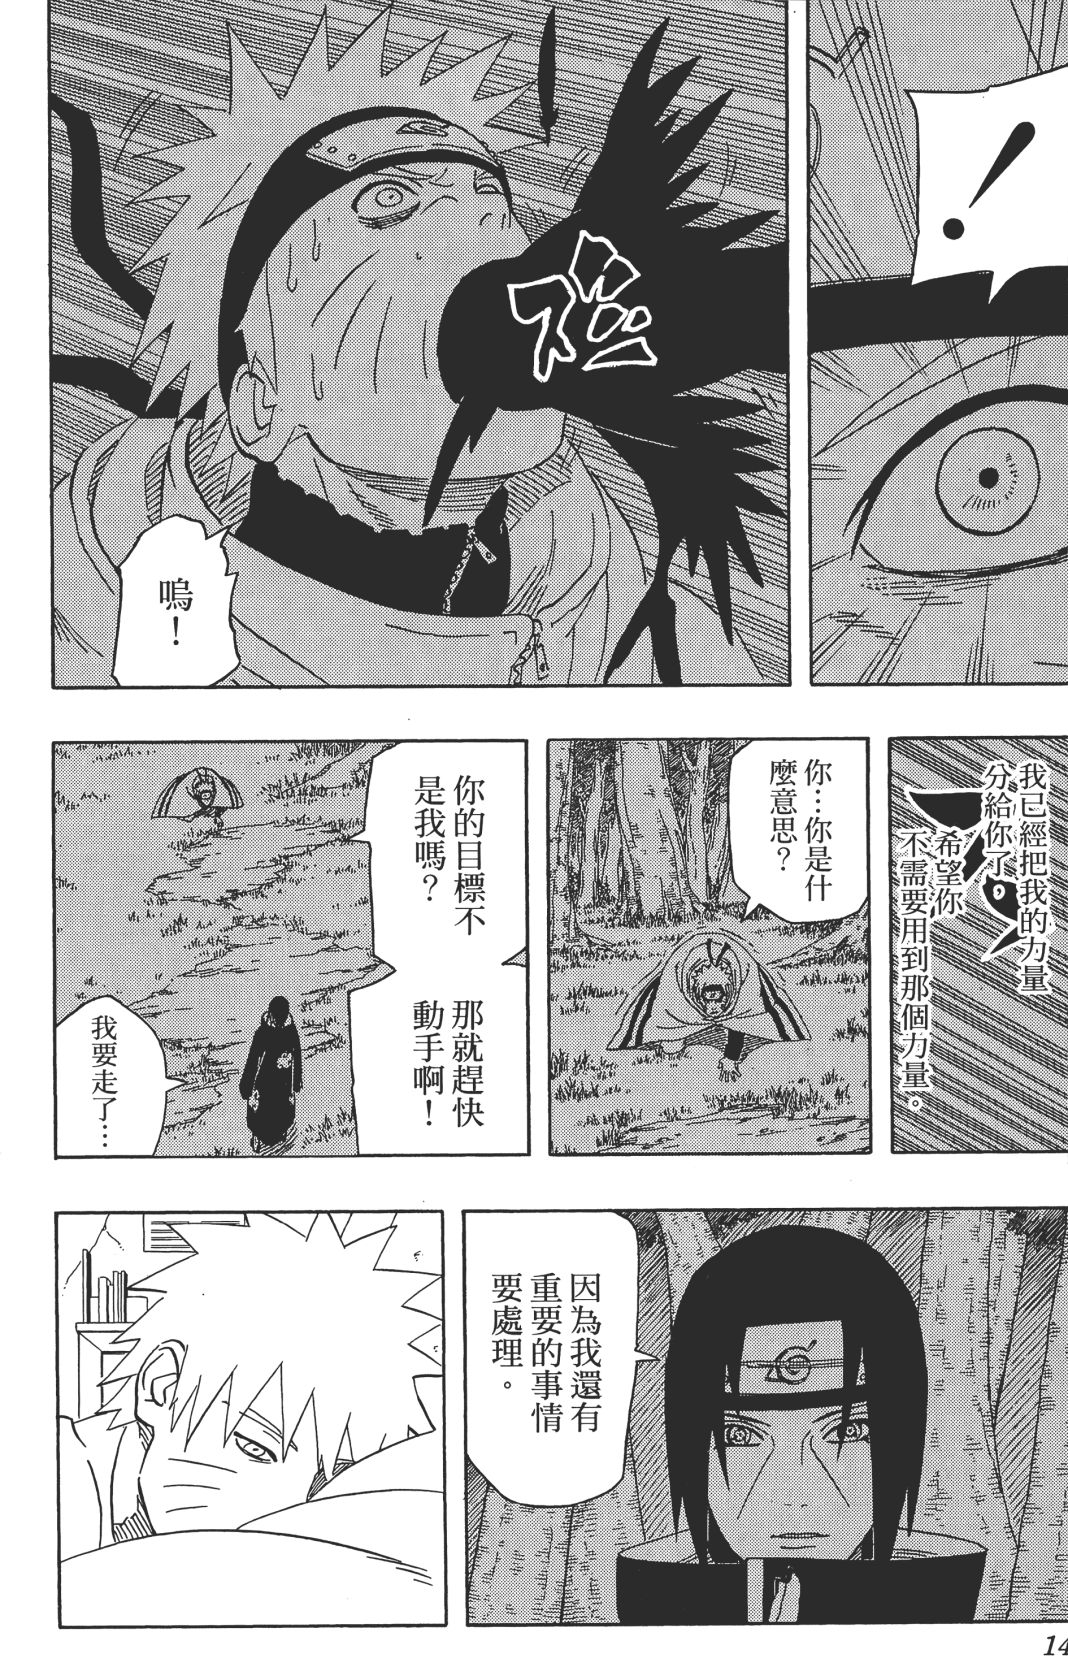 ！
嗚！
我已經把我的力量
分給你了。
希望你
不需要用到那個力量。
你…你是什
麼意思？
你的目標不
是我嗎？
那就趕快
動手啊！
我要走了…
因為我還有
重要的事情
要處理。
14